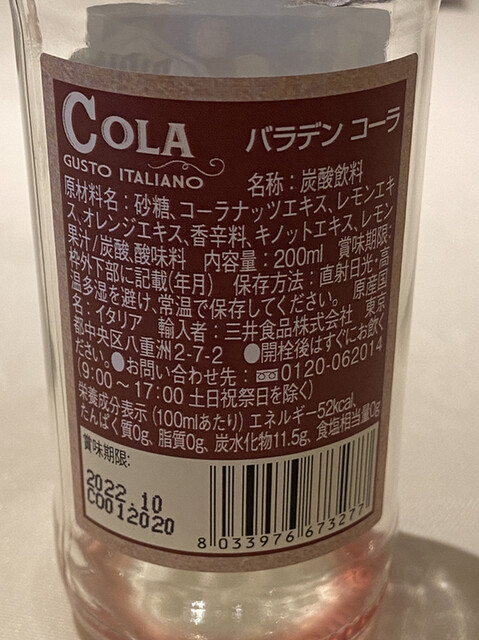 COLA
GUSTO ITALIANO
バラデン コーラ
名称：炭酸飲料
原材料名：砂糖、コーラナッツエキス、レモンエキ
ス、オレンジエキス、香辛料、キノットエキス、レモン
果汁/炭酸、酸味料 内容量：200ml 賞味期限：
枠外下部に記載(年月) 保存方法：直射日光・高
温多湿を避け、常温で保存してください。 原産国
名：イタリア 輸入者：三井食品株式会社 東京
都中央区八重洲2-7-2 ●開栓後はすぐにお飲く
ださい。●お問い合わせ先：0120-062014
(9:00〜17:00 土日祝祭日を除く)
栄養成分表示(100mlあたり) エネルギー52kcal、
たんぱく質0g、脂質0g、炭水化物11.5g、食塩相当量0g
賞味期限:
2022.10
CO012020
8 033976 673277